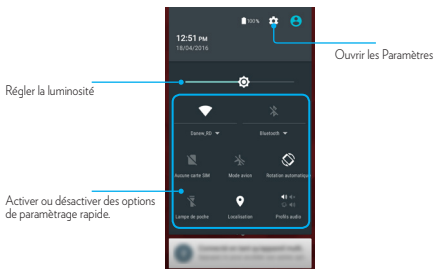 100%
12:51 PM
18/04/2016
Ouvrir les Paramètres
Régler la luminosité
Bluetooth
Aucune carte SIM
Mode avion
Rotation automatique
Activer ou désactiver des options
de paramètrage rapide.
Lampe de poche
Localisation
Profils audio